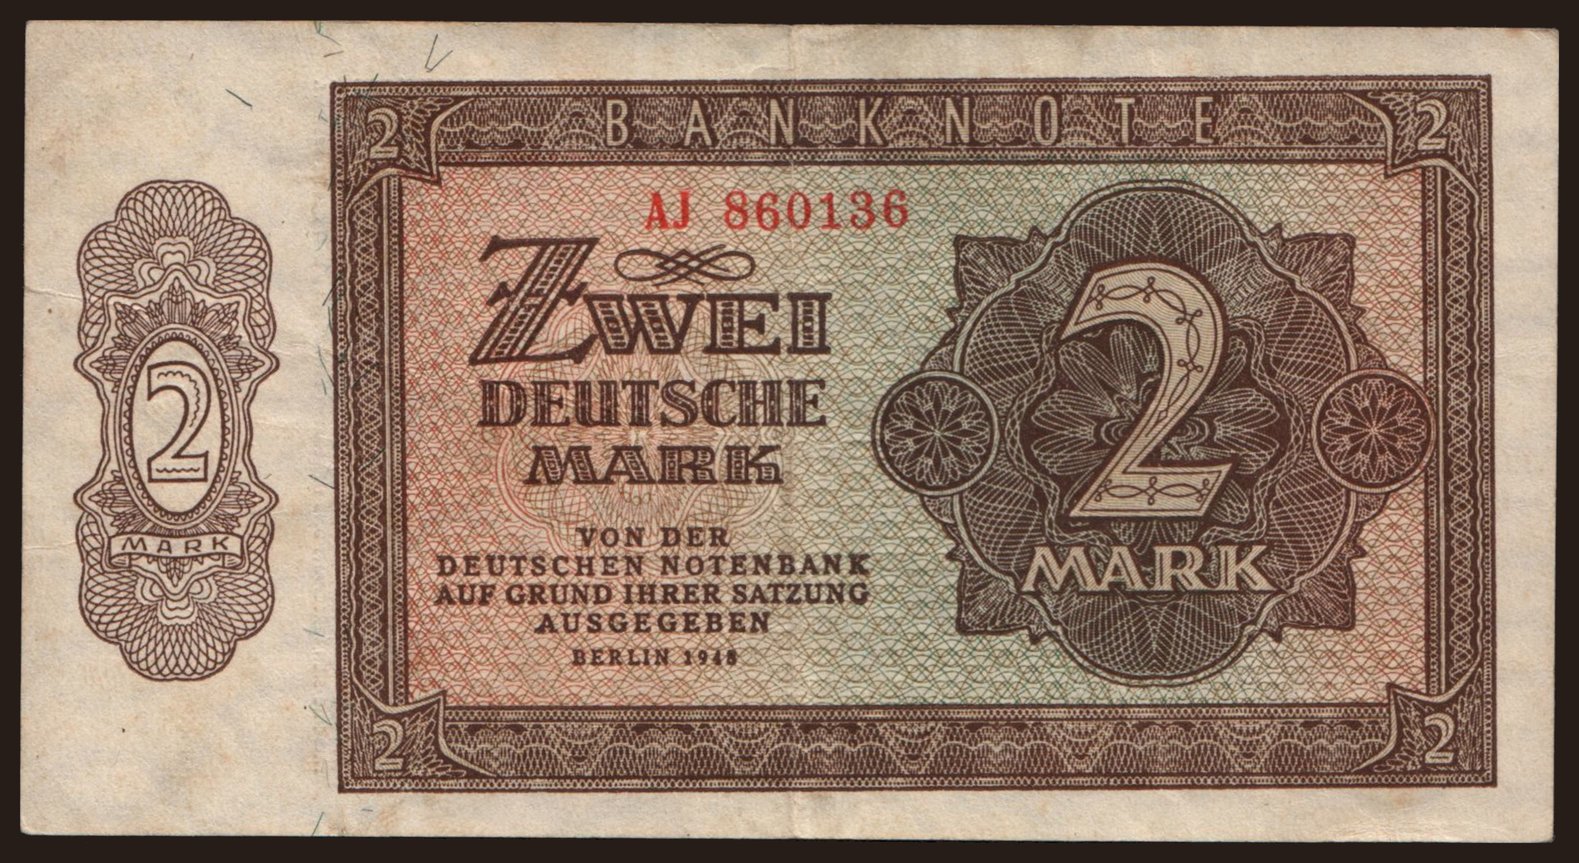 BANKNOTE
2
2
AJ 860136
ZWEI
DEUTSCHE
MARK
2
MARK
2
MARK
VON DER
DEUTSCHEN NOTENBANK
AUF GRUND IHRER SATZUNG
AUSGEGEBEN
BERLIN 1948
2
2